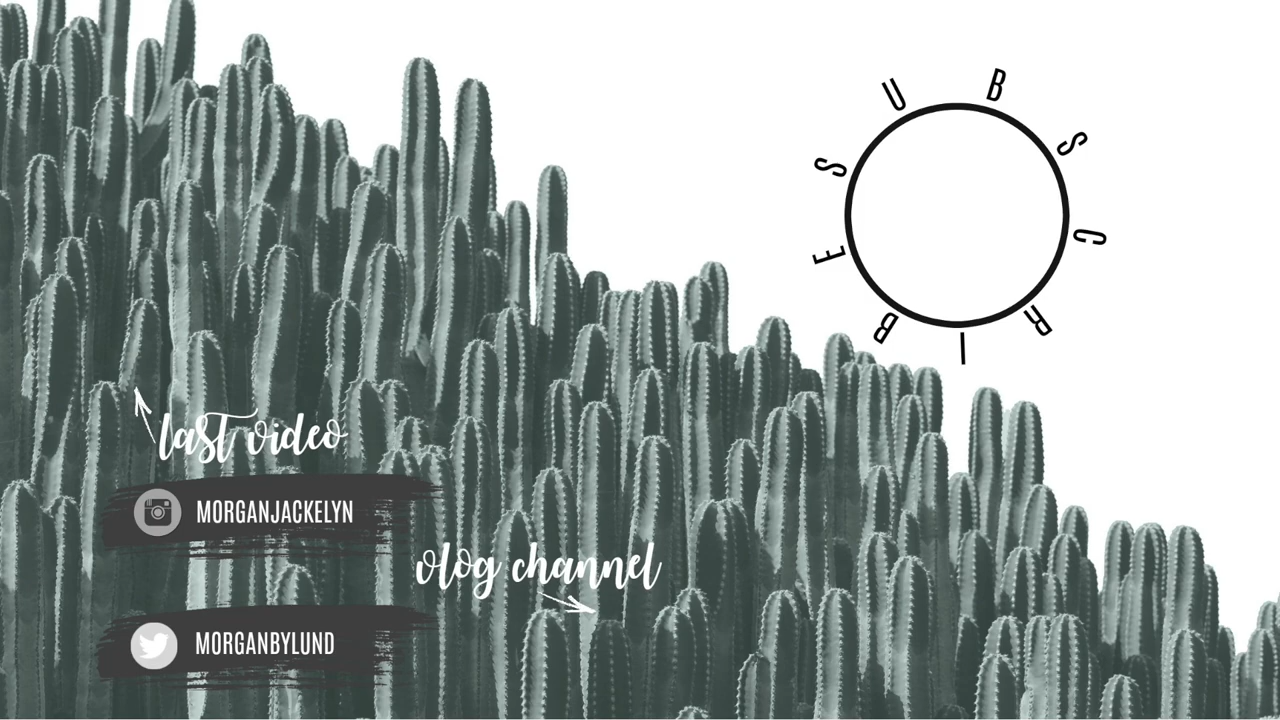 SUBSCRIBE
last video
MORGANJACKELYN
vlog channel
MORGANBYLUND